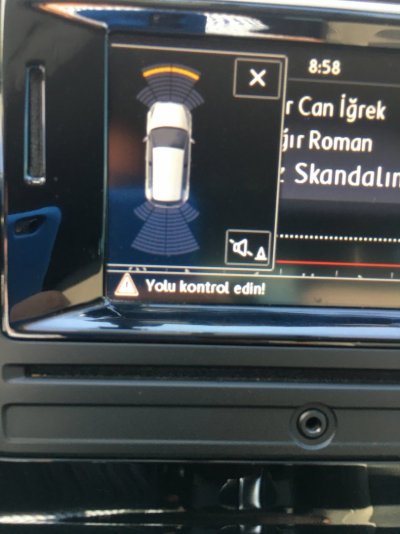 8:58
r Can İğrek
ğır Roman
Skandalın
Yolu kontrol edin!